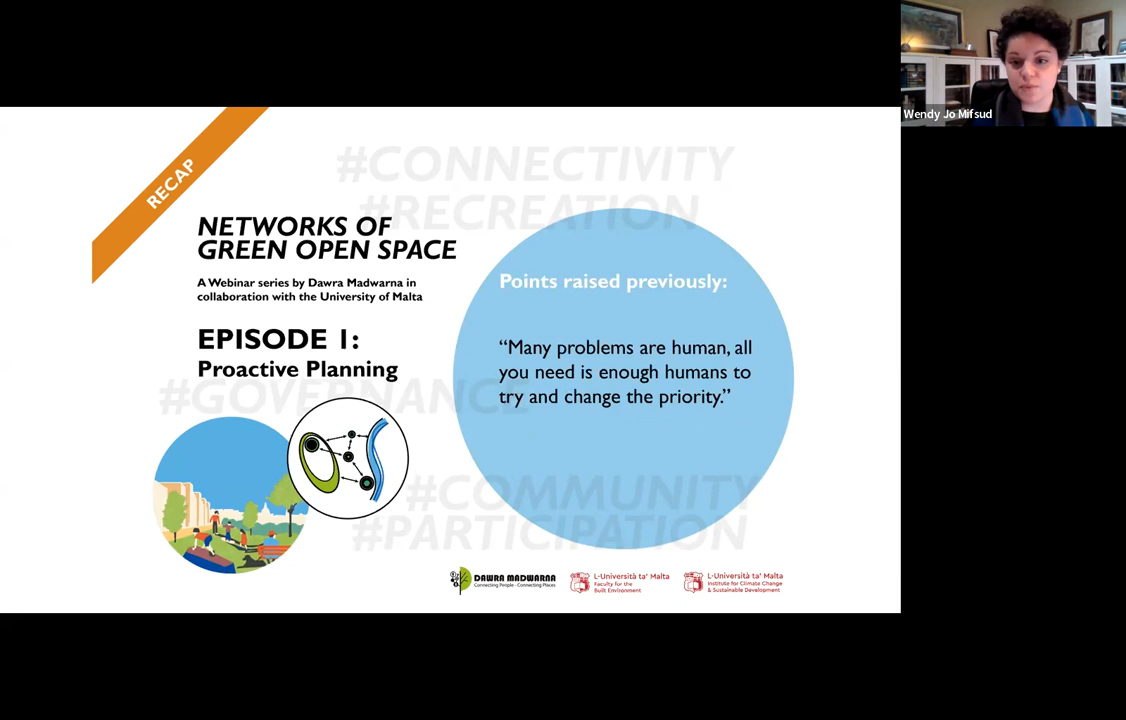 Wendy Jo Mifsud
RECAP
#CONNECTIVITY
#RECREATION
NETWORKS OF
GREEN OPEN SPACE
A Webinar series by Dawra Madwarna in
collaboration with the University of Malta
EPISODE 1:
Proactive Planning
Points raised previously:
“Many problems are human, all
you need is enough humans to
try and change the priority.”
#GOVERNANCE
#COMMUNITY
#PARTICIPATION
DAWRA MADWARNA
Connecting People - Connecting Places
L-Università ta' Malta
Faculty for the
Built Environment
L-Università ta' Malta
Institute for Climate Change
& Sustainable Development